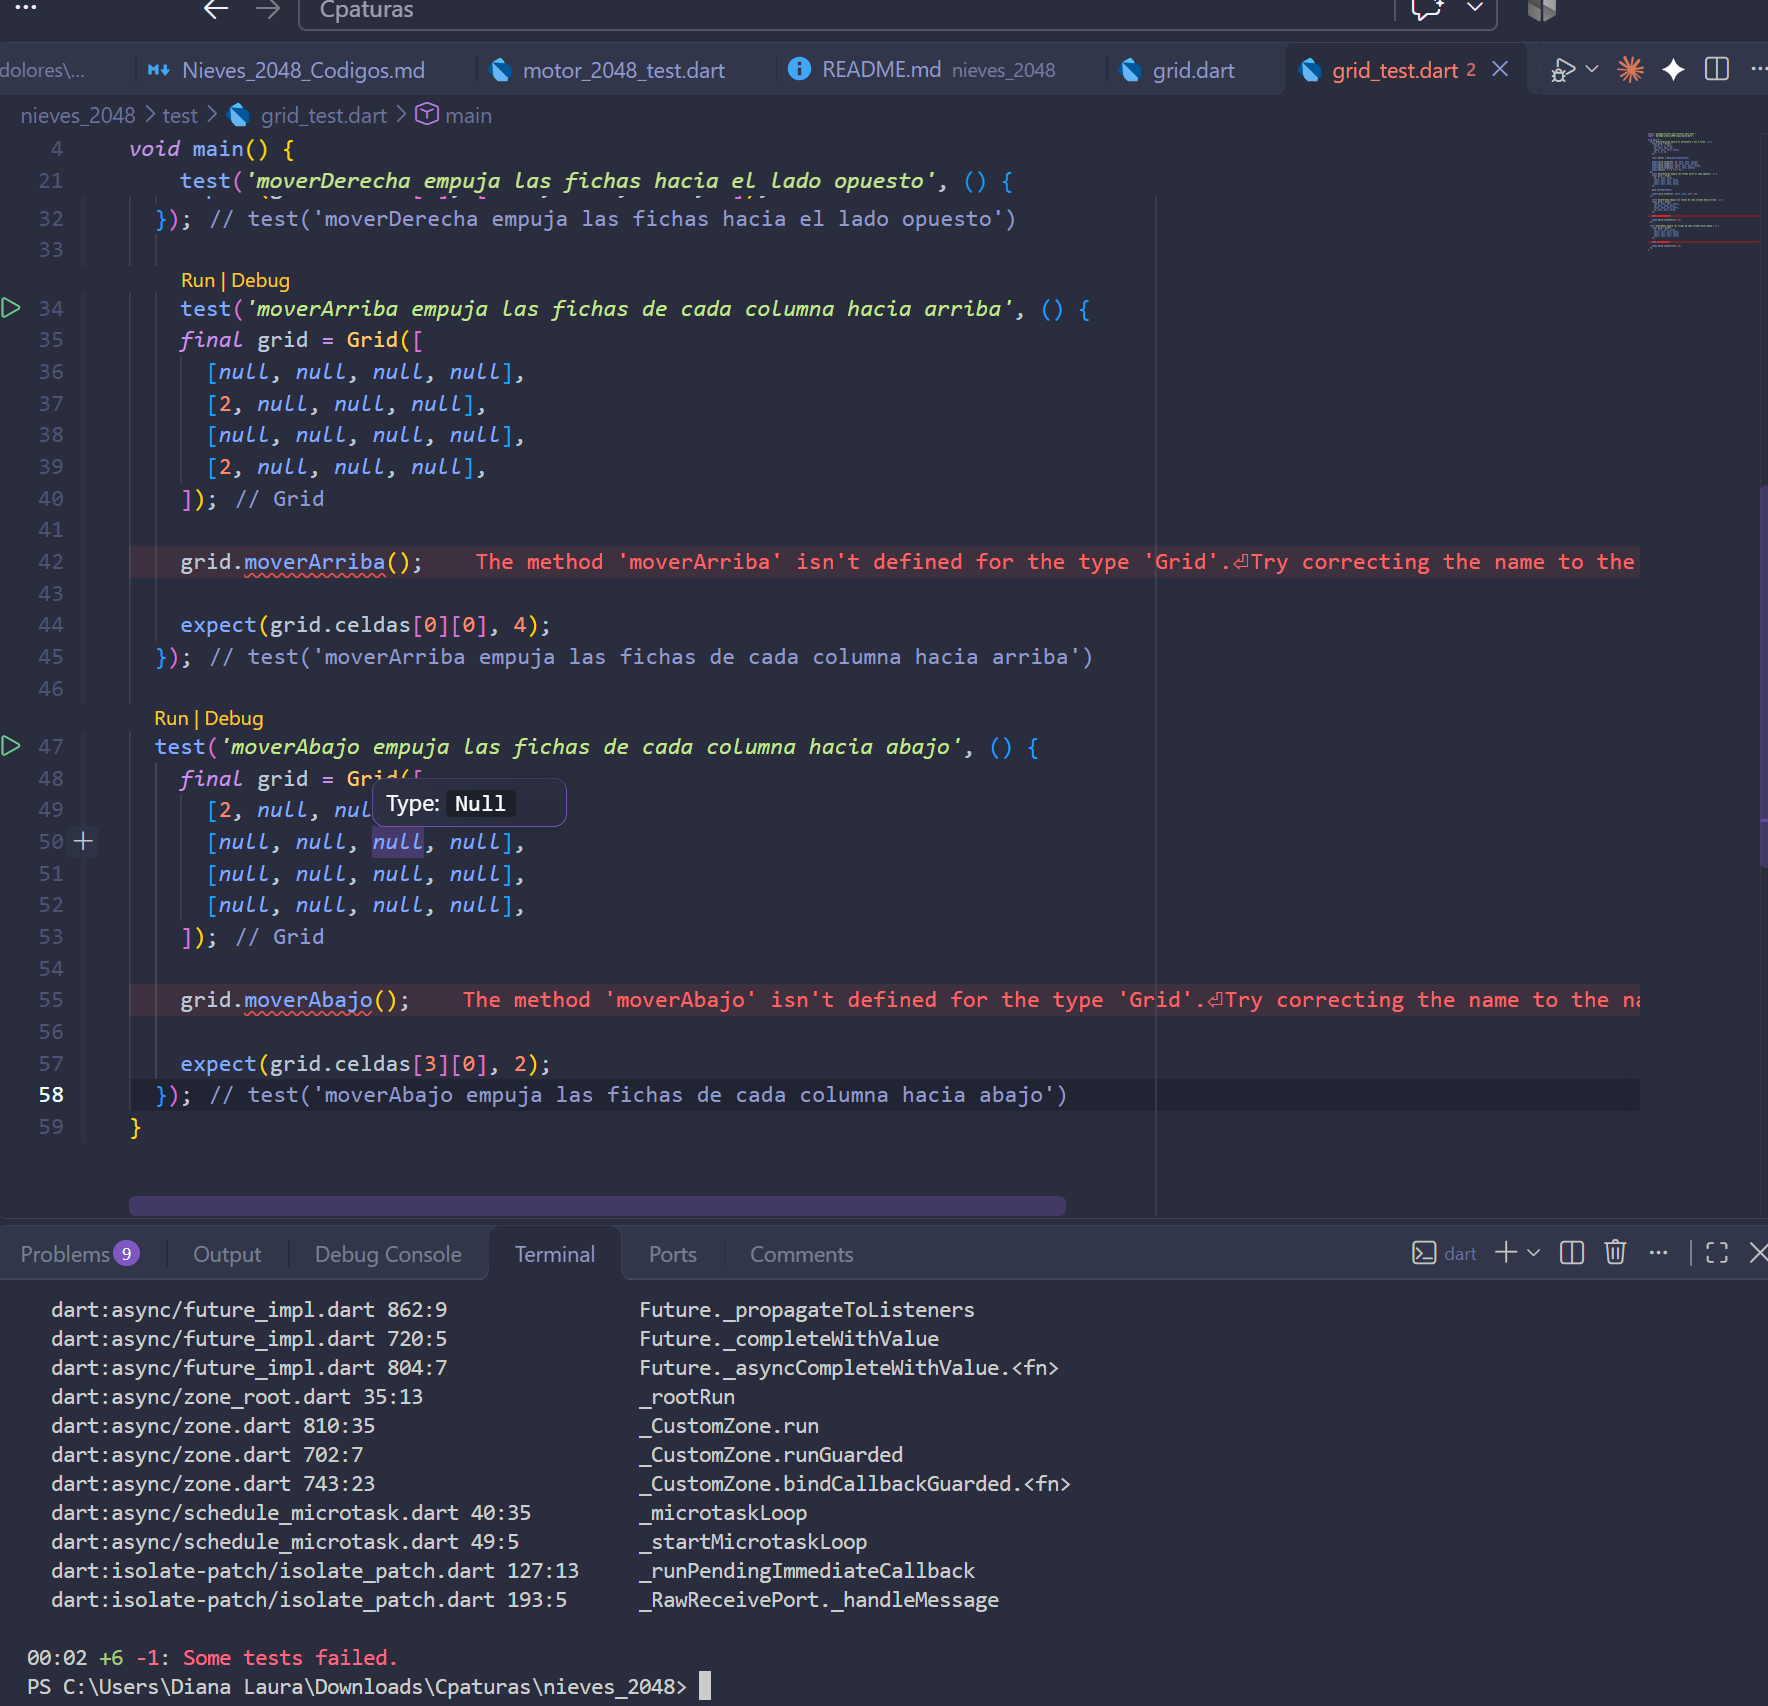 Cpaturas
dolores\...
Nieves_2048_Codigos.md
motor_2048_test.dart
README.md nieves_2048
grid.dart
grid_test.dart 2
nieves_2048 > test > grid_test.dart > main
4 void main() {
21 test('moverDerecha empuja las fichas hacia el lado opuesto', () {
32 }); // test('moverDerecha empuja las fichas hacia el lado opuesto')
33
Run | Debug
34 test('moverArriba empuja las fichas de cada columna hacia arriba', () {
35 final grid = Grid([
36 [null, null, null, null],
37 [2, null, null, null],
38 [null, null, null, null],
39 [2, null, null, null],
40 ]); // Grid
41
42 grid.moverArriba(); The method 'moverArriba' isn't defined for the type 'Grid'.⏎Try correcting the name to the
43
44 expect(grid.celdas[0][0], 4);
45 }); // test('moverArriba empuja las fichas de cada columna hacia arriba')
46
Run | Debug
47 test('moverAbajo empuja las fichas de cada columna hacia abajo', () {
48 final grid = Grid([
Type: Null
49 [2, null, nul
50 [null, null, null, null],
51 [null, null, null, null],
52 [null, null, null, null],
53 ]); // Grid
54
55 grid.moverAbajo(); The method 'moverAbajo' isn't defined for the type 'Grid'.⏎Try correcting the name to the na
56
57 expect(grid.celdas[3][0], 2);
58 }); // test('moverAbajo empuja las fichas de cada columna hacia abajo')
59 }
Problems 9 Output Debug Console Terminal Ports Comments dart
dart:async/future_impl.dart 862:9 Future._propagateToListeners
dart:async/future_impl.dart 720:5 Future._completeWithValue
dart:async/future_impl.dart 804:7 Future._asyncCompleteWithValue.<fn>
dart:async/zone_root.dart 35:13 _rootRun
dart:async/zone.dart 810:35 _CustomZone.run
dart:async/zone.dart 702:7 _CustomZone.runGuarded
dart:async/zone.dart 743:23 _CustomZone.bindCallbackGuarded.<fn>
dart:async/schedule_microtask.dart 40:35 _microtaskLoop
dart:async/schedule_microtask.dart 49:5 _startMicrotaskLoop
dart:isolate-patch/isolate_patch.dart 127:13 _runPendingImmediateCallback
dart:isolate-patch/isolate_patch.dart 193:5 _RawReceivePort._handleMessage
00:02 +6 -1: Some tests failed.
PS C:\Users\Diana Laura\Downloads\Cpaturas\nieves_2048>